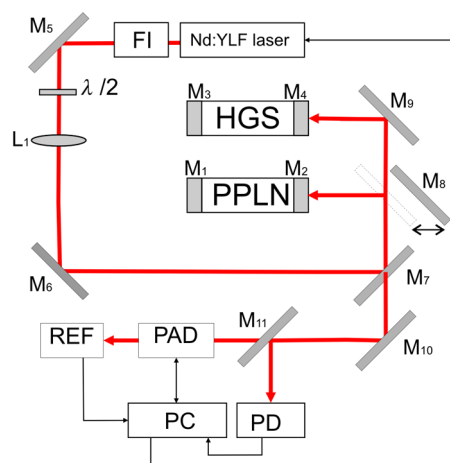 M5
FI
Nd:YLF laser
λ /2
L1
M3
M4
HGS
M9
M1
M2
M8
PPLN
M6
M7
M11
REF
PAD
M10
PC
PD